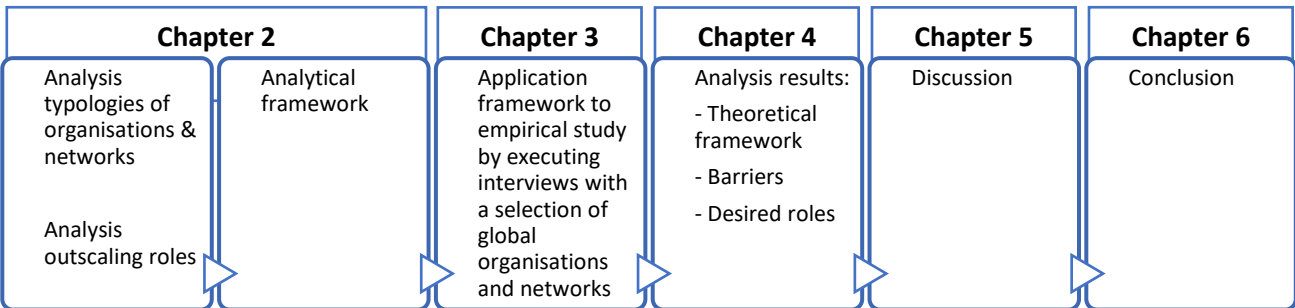 Chapter 2
Analysis
typologies of
organisations &
networks
Analysis
outscaling roles
Analytical
framework
Chapter 3
Application
framework to
empirical study
by executing
interviews with
a selection of
global
organisations
and networks
Chapter 4
Analysis results:
- Theoretical
framework
- Barriers
- Desired roles
Chapter 5
Discussion
Chapter 6
Conclusion